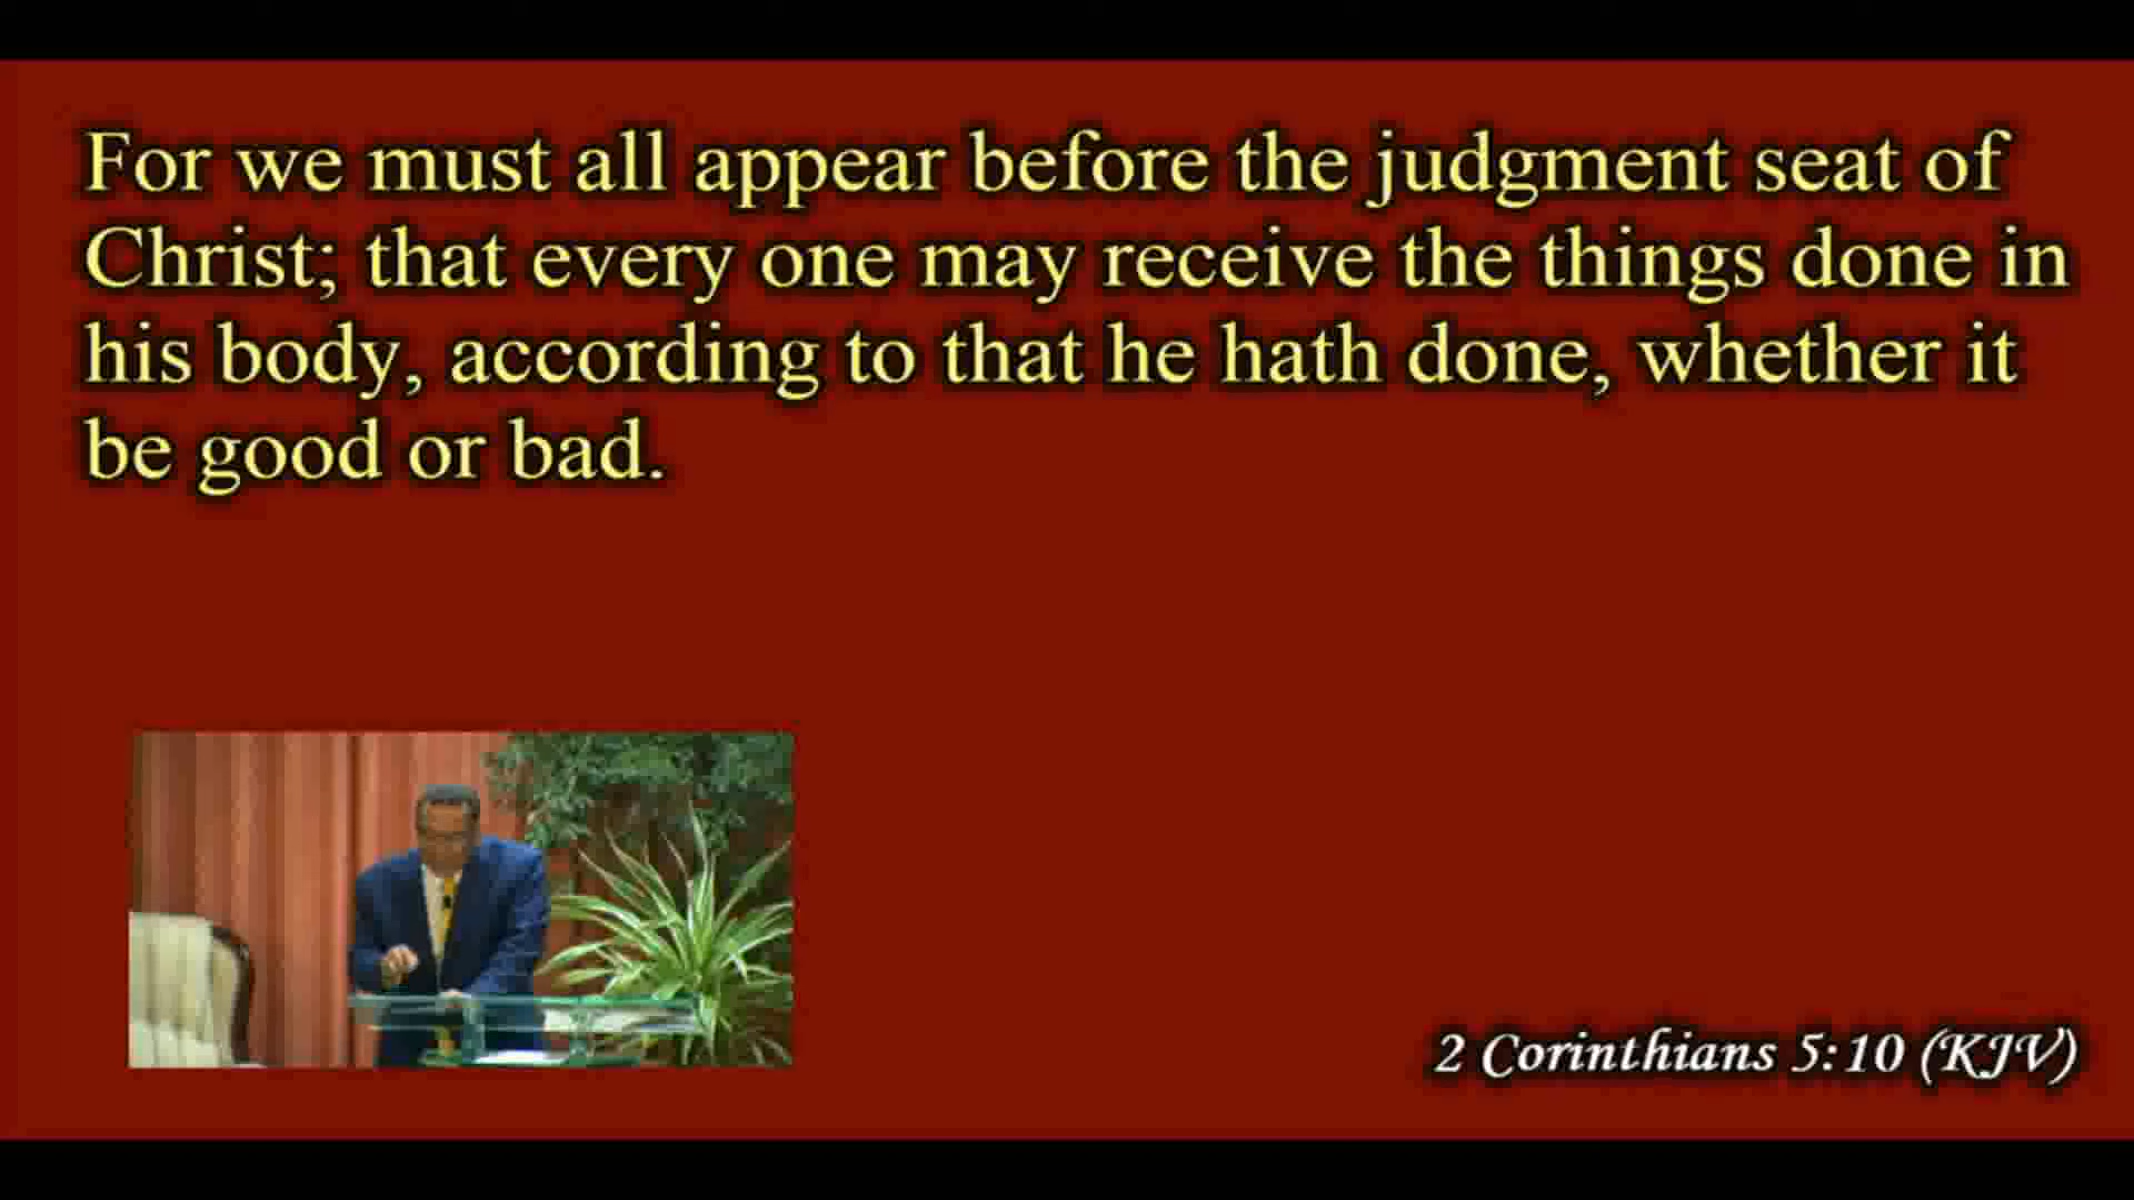 For we must all appear before the judgment seat of
Christ; that every one may receive the things done in
his body, according to that he hath done, whether it
be good or bad.
2 Corinthians 5:10 (KJV)